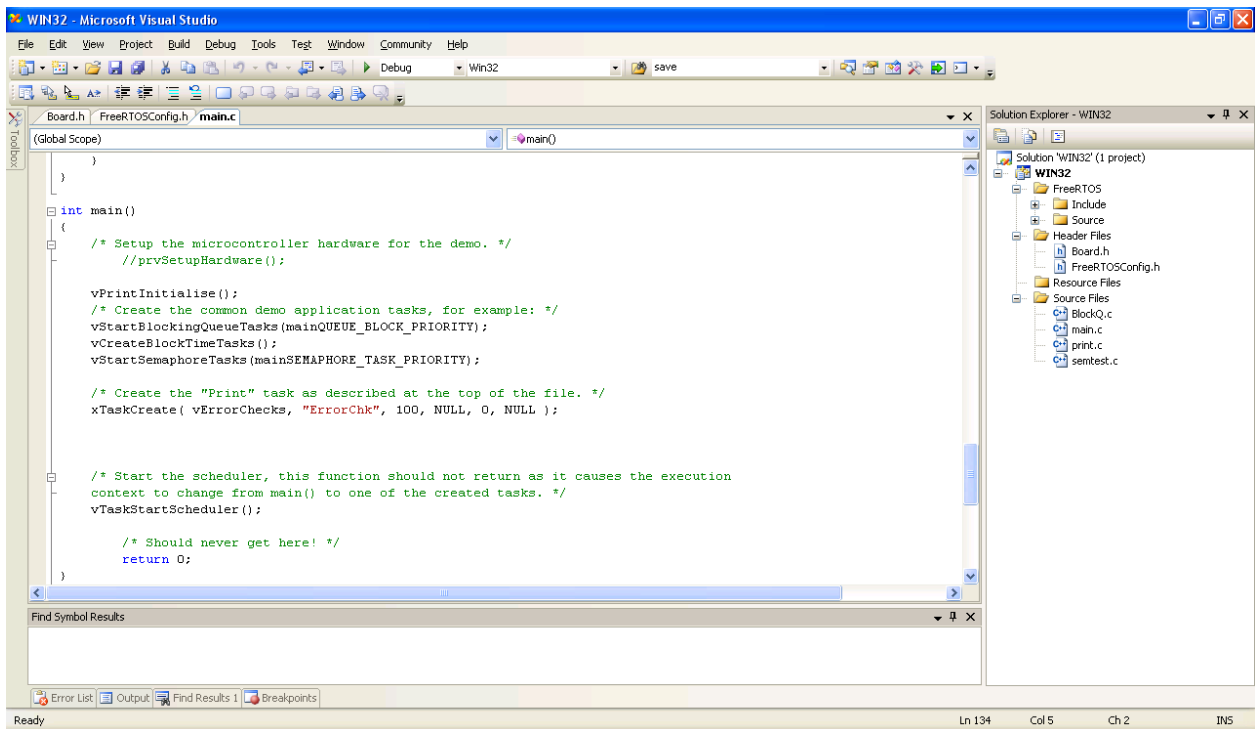 WIN32 - Microsoft Visual Studio
File Edit View Project Build Debug Tools Test Window Community Help
Debug Win32 save
Toolbox
Board.h FreeRTOSConfig.h main.c
(Global Scope) main()
}
}
int main()
{
/* Setup the microcontroller hardware for the demo. */
//prvSetupHardware();
vPrintInitialise();
/* Create the common demo application tasks, for example: */
vStartBlockingQueueTasks(mainQUEUE_BLOCK_PRIORITY);
vCreateBlockTimeTasks();
vStartSemaphoreTasks(mainSEMAPHORE_TASK_PRIORITY);
/* Create the "Print" task as described at the top of the file. */
xTaskCreate( vErrorChecks, "ErrorChk", 100, NULL, 0, NULL );
/* Start the scheduler, this function should not return as it causes the execution
context to change from main() to one of the created tasks. */
vTaskStartScheduler();
/* Should never get here! */
return 0;
}
Find Symbol Results
Error List Output Find Results 1 Breakpoints
Solution Explorer - WIN32
Solution 'WIN32' (1 project)
WIN32
FreeRTOS
Include
Source
Header Files
Board.h
FreeRTOSConfig.h
Resource Files
Source Files
BlockQ.c
main.c
print.c
semtest.c
Ready Ln 134 Col 5 Ch 2 INS